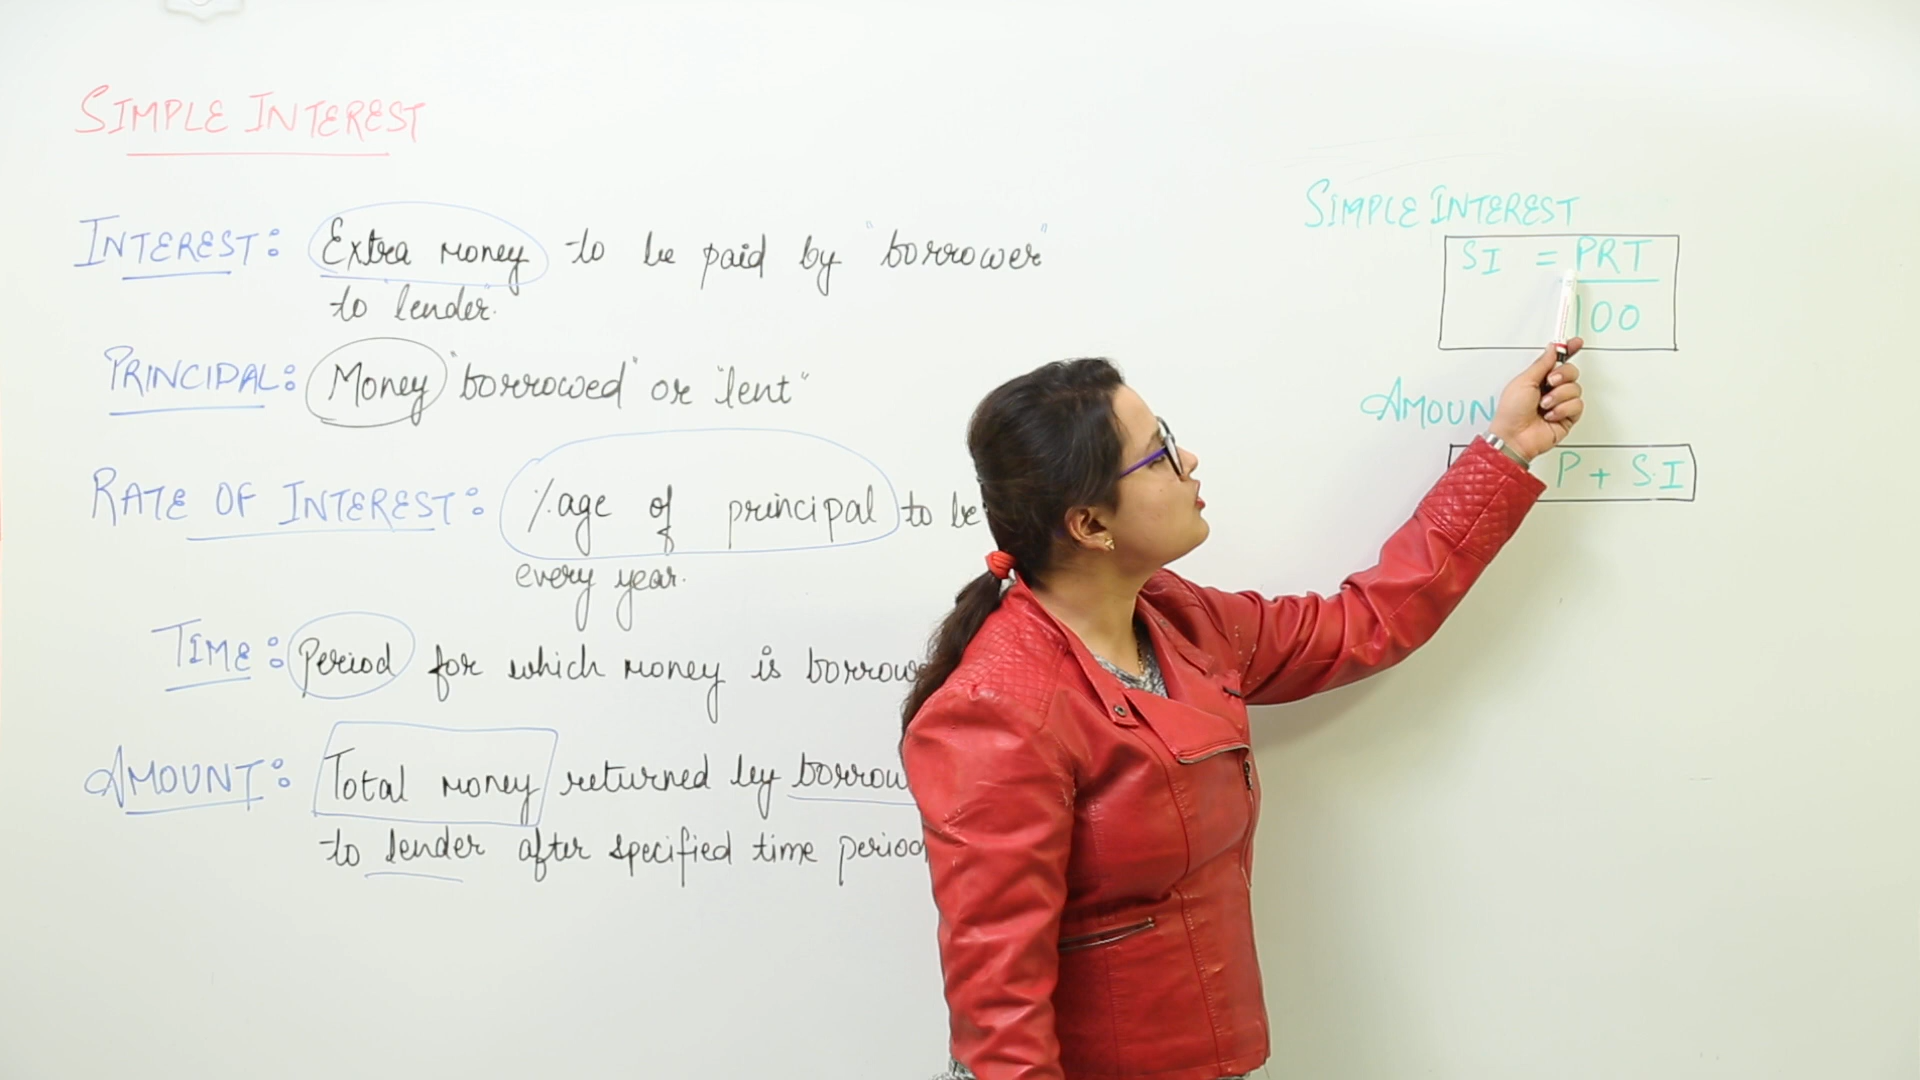 SIMPLE INTEREST
INTEREST: Extra money to be paid by "borrower"
to "lender".
PRINCIPAL: Money "borrowed" or "lent"
RATE OF INTEREST: %age of principal to be
every year.
TIME: Period for which money is
AMOUNT: Total money returned by
to lender after specified time period
SIMPLE INTEREST
SI = PRT
100
P + S.I